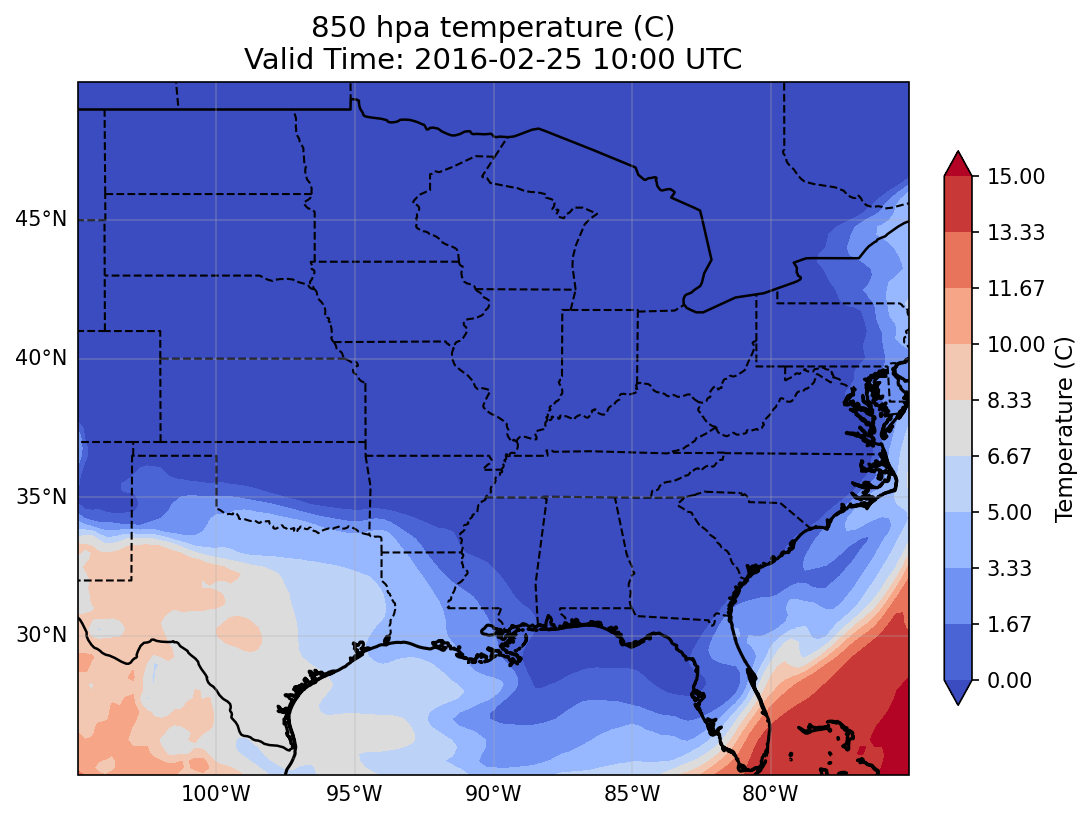 850 hpa temperature (C)
Valid Time: 2016-02-25 10:00 UTC
45°N
40°N
35°N
30°N
100°W
95°W
90°W
85°W
80°W
15.00
13.33
11.67
10.00
8.33
6.67
5.00
3.33
1.67
0.00
Temperature (C)